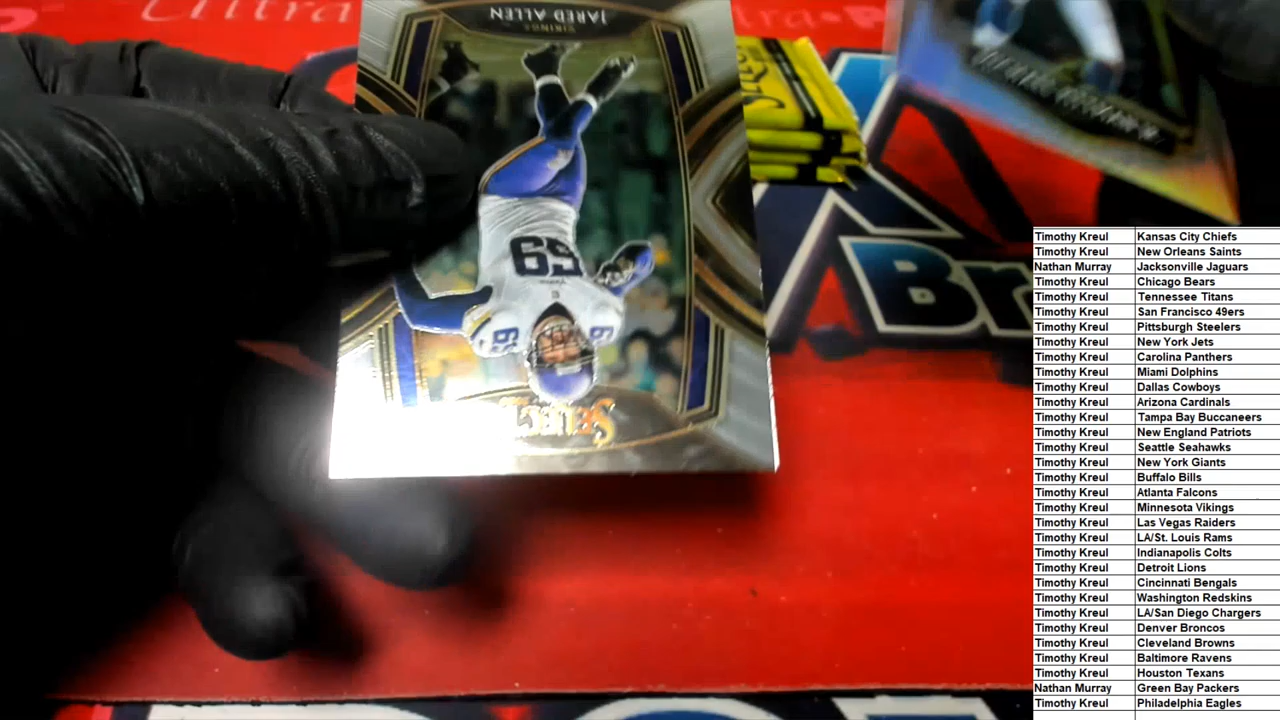 Ultra
Ultra-P
JARED ALLEN
VIKINGS
69
69
SELECT
Br
Timothy Kreul Kansas City Chiefs
Timothy Kreul New Orleans Saints
Nathan Murray Jacksonville Jaguars
Timothy Kreul Chicago Bears
Timothy Kreul Tennessee Titans
Timothy Kreul San Francisco 49ers
Timothy Kreul Pittsburgh Steelers
Timothy Kreul New York Jets
Timothy Kreul Carolina Panthers
Timothy Kreul Miami Dolphins
Timothy Kreul Dallas Cowboys
Timothy Kreul Arizona Cardinals
Timothy Kreul Tampa Bay Buccaneers
Timothy Kreul New England Patriots
Timothy Kreul Seattle Seahawks
Timothy Kreul New York Giants
Timothy Kreul Buffalo Bills
Timothy Kreul Atlanta Falcons
Timothy Kreul Minnesota Vikings
Timothy Kreul Las Vegas Raiders
Timothy Kreul LA/St. Louis Rams
Timothy Kreul Indianapolis Colts
Timothy Kreul Detroit Lions
Timothy Kreul Cincinnati Bengals
Timothy Kreul Washington Redskins
Timothy Kreul LA/San Diego Chargers
Timothy Kreul Denver Broncos
Timothy Kreul Cleveland Browns
Timothy Kreul Baltimore Ravens
Timothy Kreul Houston Texans
Nathan Murray Green Bay Packers
Timothy Kreul Philadelphia Eagles